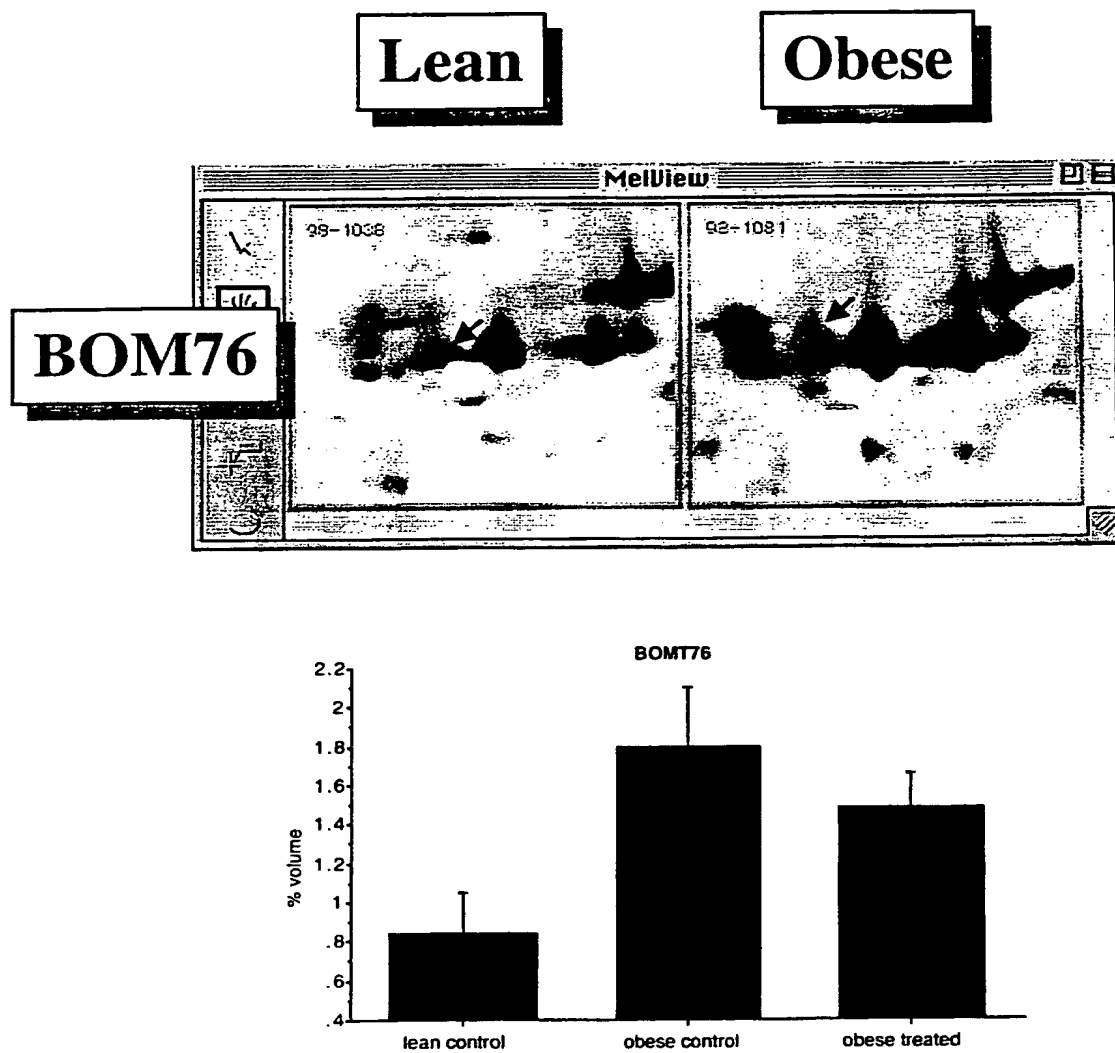 Lean
Obese
MelView
98-1038
92-1081
BOM76
BOMT76
% volume
2.2
2
1.8
1.6
1.4
1.2
1
.8
.6
.4
lean control
obese control
obese treated